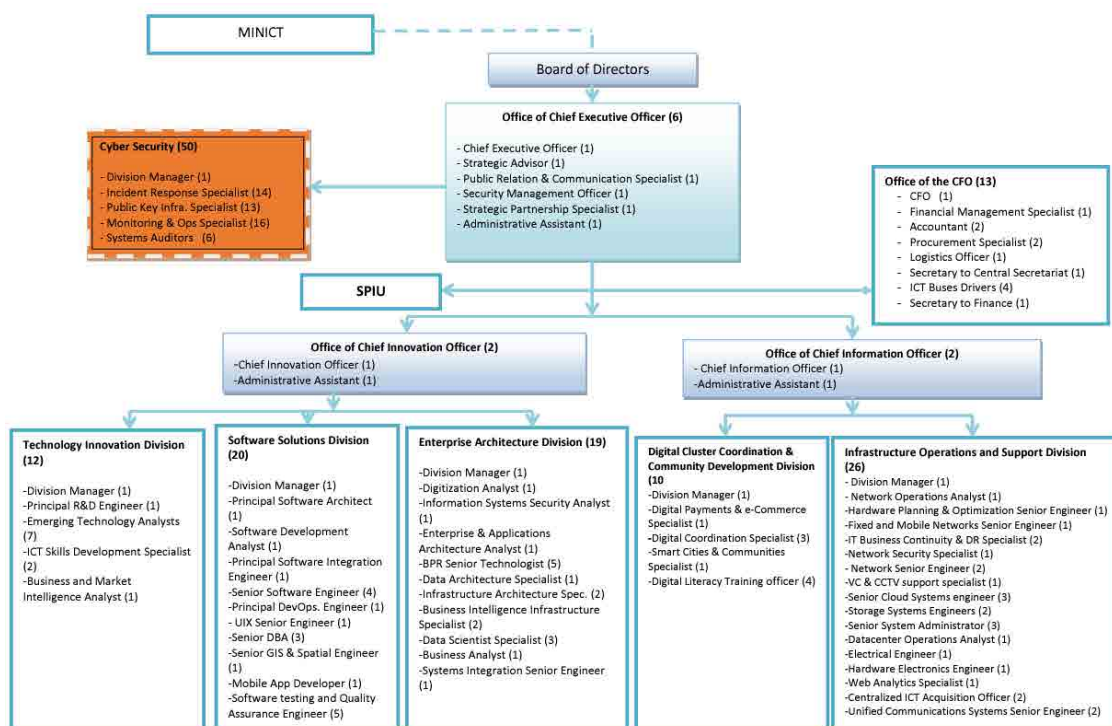 MINICT
Board of Directors
Office of Chief Executive Officer (6)
- Chief Executive Officer (1)
- Strategic Advisor (1)
- Public Relation & Communication Specialist (1)
- Security Management Officer (1)
- Strategic Partnership Specialist (1)
- Administrative Assistant (1)
Cyber Security (50)
- Division Manager (1)
- Incident Response Specialist (14)
- Public Key Infra. Specialist (13)
- Monitoring & Ops Specialist (16)
- Systems Auditors (6)
Office of the CFO (13)
- CFO (1)
- Financial Management Specialist (1)
- Accountant (2)
- Procurement Specialist (2)
- Logistics Officer (1)
- Secretary to Central Secretariat (1)
- ICT Buses Drivers (4)
- Secretary to Finance (1)
SPIU
Office of Chief Innovation Officer (2)
-Chief Innovation Officer (1)
-Administrative Assistant (1)
Office of Chief Information Officer (2)
- Chief Information Officer (1)
-Administrative Assistant (1)
Technology Innovation Division
(12)
-Division Manager (1)
-Principal R&D Engineer (1)
-Emerging Technology Analysts
(7)
-ICT Skills Development Specialist
(2)
-Business and Market
Intelligence Analyst (1)
Software Solutions Division
(20)
-Division Manager (1)
-Principal Software Architect
(1)
-Software Development
Analyst (1)
-Principal Software Integration
Engineer (1)
-Senior Software Engineer (4)
-Principal DevOps. Engineer (1)
- UIX Senior Engineer (1)
-Senior DBA (3)
-Senior GIS & Spatial Engineer
(1)
-Mobile App Developer (1)
-Software testing and Quality
Assurance Engineer (5)
Enterprise Architecture Division (19)
-Division Manager (1)
-Digitization Analyst (1)
-Information Systems Security Analyst
(1)
-Enterprise & Applications
Architecture Analyst (1)
-BPR Senior Technologist (5)
-Data Architecture Specialist (1)
-Infrastructure Architecture Spec. (2)
-Business Intelligence Infrastructure
Specialist (2)
-Data Scientist Specialist (3)
-Business Analyst (1)
-Systems Integration Senior Engineer
(1)
Digital Cluster Coordination &
Community Development Division
(10
-Division Manager (1)
-Digital Payments & e-Commerce
Specialist (1)
-Digital Coordination Specialist (3)
-Smart Cities & Communities
Specialist (1)
-Digital Literacy Training officer (4)
Infrastructure Operations and Support Division
(26)
- Division Manager (1)
- Network Operations Analyst (1)
-Hardware Planning & Optimization Senior Engineer (1)
-Fixed and Mobile Networks Senior Engineer (1)
-IT Business Continuity & DR Specialist (2)
-Network Security Specialist (1)
- Network Senior Engineer (2)
-VC & CCTV support specialist (1)
-Senior Cloud Systems engineer (3)
-Storage Systems Engineers (2)
-Senior System Administrator (3)
-Datacenter Operations Analyst (1)
-Electrical Engineer (1)
-Hardware Electronics Engineer (1)
-Web Analytics Specialist (1)
-Centralized ICT Acquisition Officer (2)
-Unified Communications Systems Senior Engineer (2)